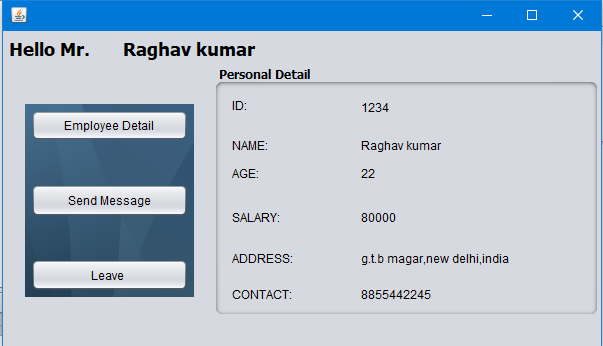 Hello Mr. Raghav kumar
Personal Detail
Employee Detail
Send Message
Leave
ID: 1234
NAME: Raghav kumar
AGE: 22
SALARY: 80000
ADDRESS: g.t.b magar,new delhi,india
CONTACT: 8855442245